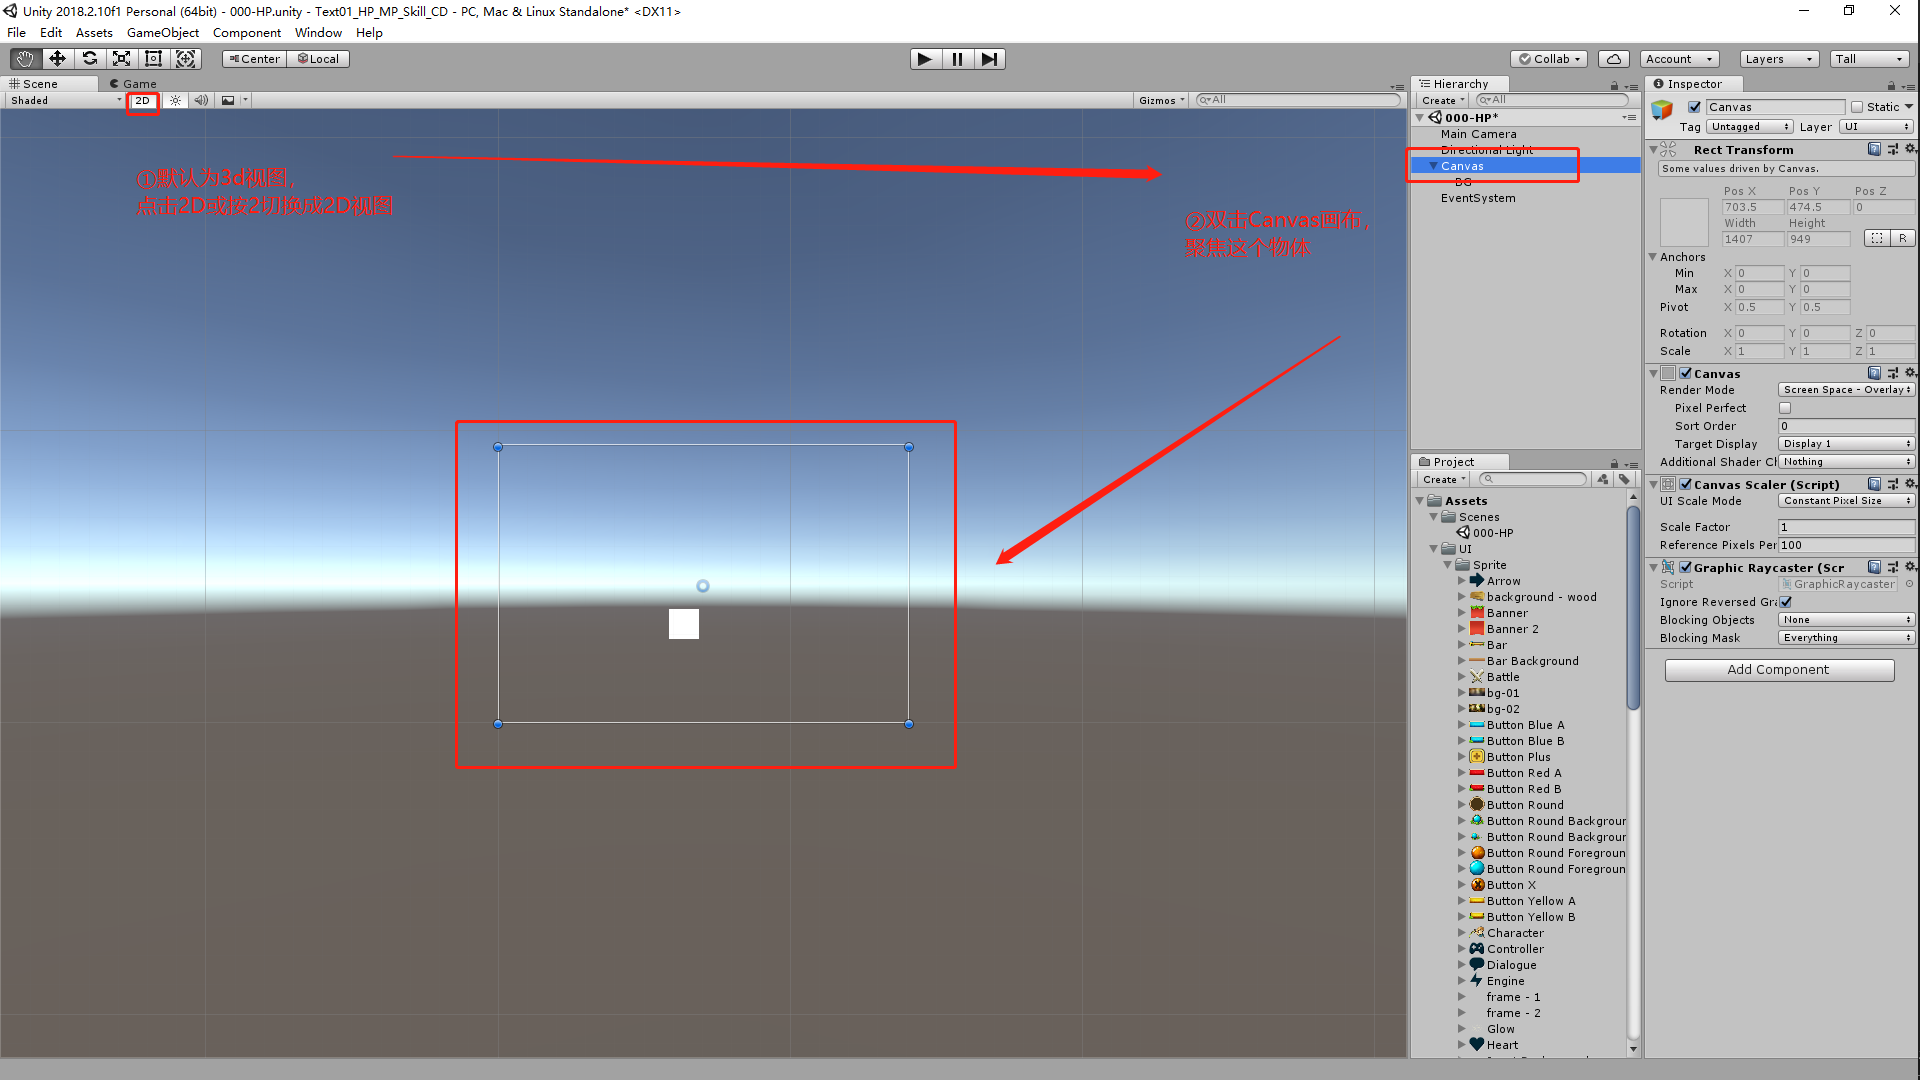 Unity 2018.2.10f1 Personal (64bit) - 000-HP.unity - Text01_HP_MP_Skill_CD - PC, Mac & Linux Standalone* <DX11>
File Edit Assets GameObject Component Window Help
Center Local
Collab Account Layers Tall
Scene Game
Shaded 2D Gizmos All
①默认为3d视图,
点击2D或按2切换成2D视图
②双击Canvas画布,
聚焦这个物体
Hierarchy
Create All
000-HP*
Main Camera
Directional Light
Canvas
BG
EventSystem
Project
Create
Assets
Scenes
000-HP
UI
Sprite
Arrow
background - wood
Banner
Banner 2
Bar
Bar Background
Battle
bg-01
bg-02
Button Blue A
Button Blue B
Button Plus
Button Red A
Button Red B
Button Round
Button Round Backgroun
Button Round Backgroun
Button Round Foregroun
Button Round Foregroun
Button X
Button Yellow A
Button Yellow B
Character
Controller
Dialogue
Engine
frame - 1
frame - 2
Glow
Heart
Inspector
Canvas Static
Tag Untagged Layer UI
Rect Transform
Some values driven by Canvas.
Pos X Pos Y Pos Z
703.5 474.5 0
Width Height
1407 949 R
Anchors
Min X 0 Y 0
Max X 0 Y 0
Pivot X 0.5 Y 0.5
Rotation X 0 Y 0 Z 0
Scale X 1 Y 1 Z 1
Canvas
Render Mode Screen Space - Overlay
Pixel Perfect
Sort Order 0
Target Display Display 1
Additional Shader Ch Nothing
Canvas Scaler (Script)
UI Scale Mode Constant Pixel Size
Scale Factor 1
Reference Pixels Per 100
Graphic Raycaster (Scr
Script GraphicRaycaster
Ignore Reversed Gra
Blocking Objects None
Blocking Mask Everything
Add Component